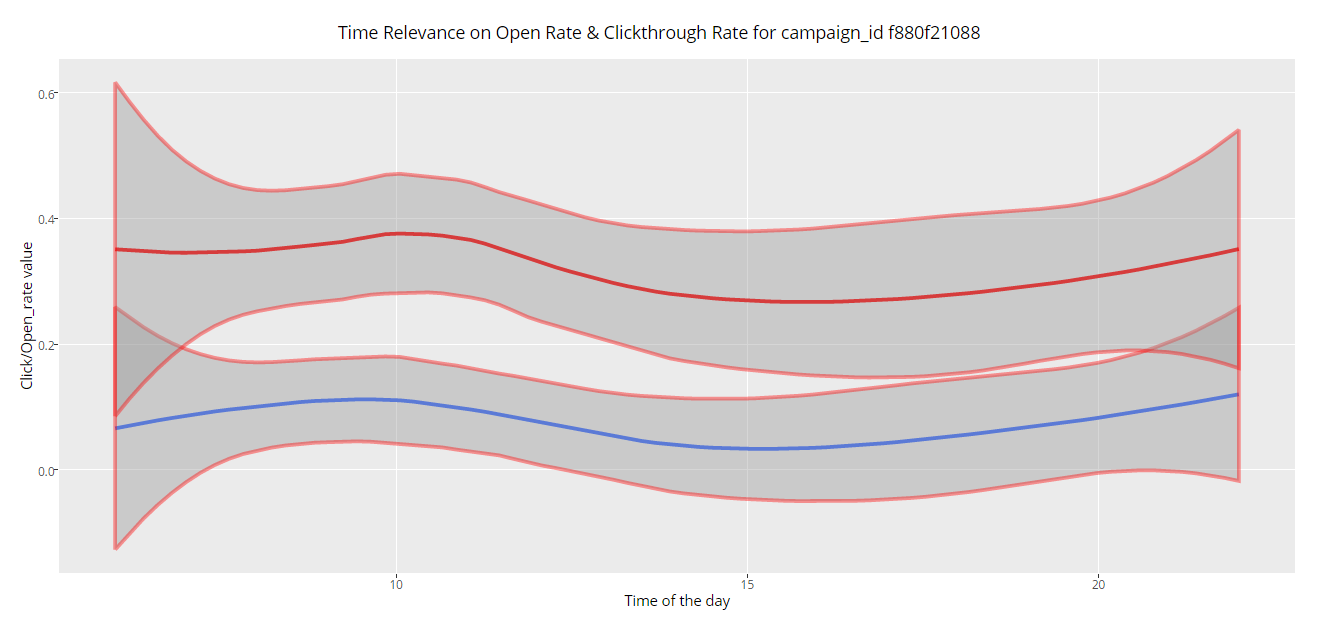 Time Relevance on Open Rate & Clickthrough Rate for campaign_id f880f21088
0.6
0.4
0.2
0.0
Click/Open_rate value
10
15
20
Time of the day